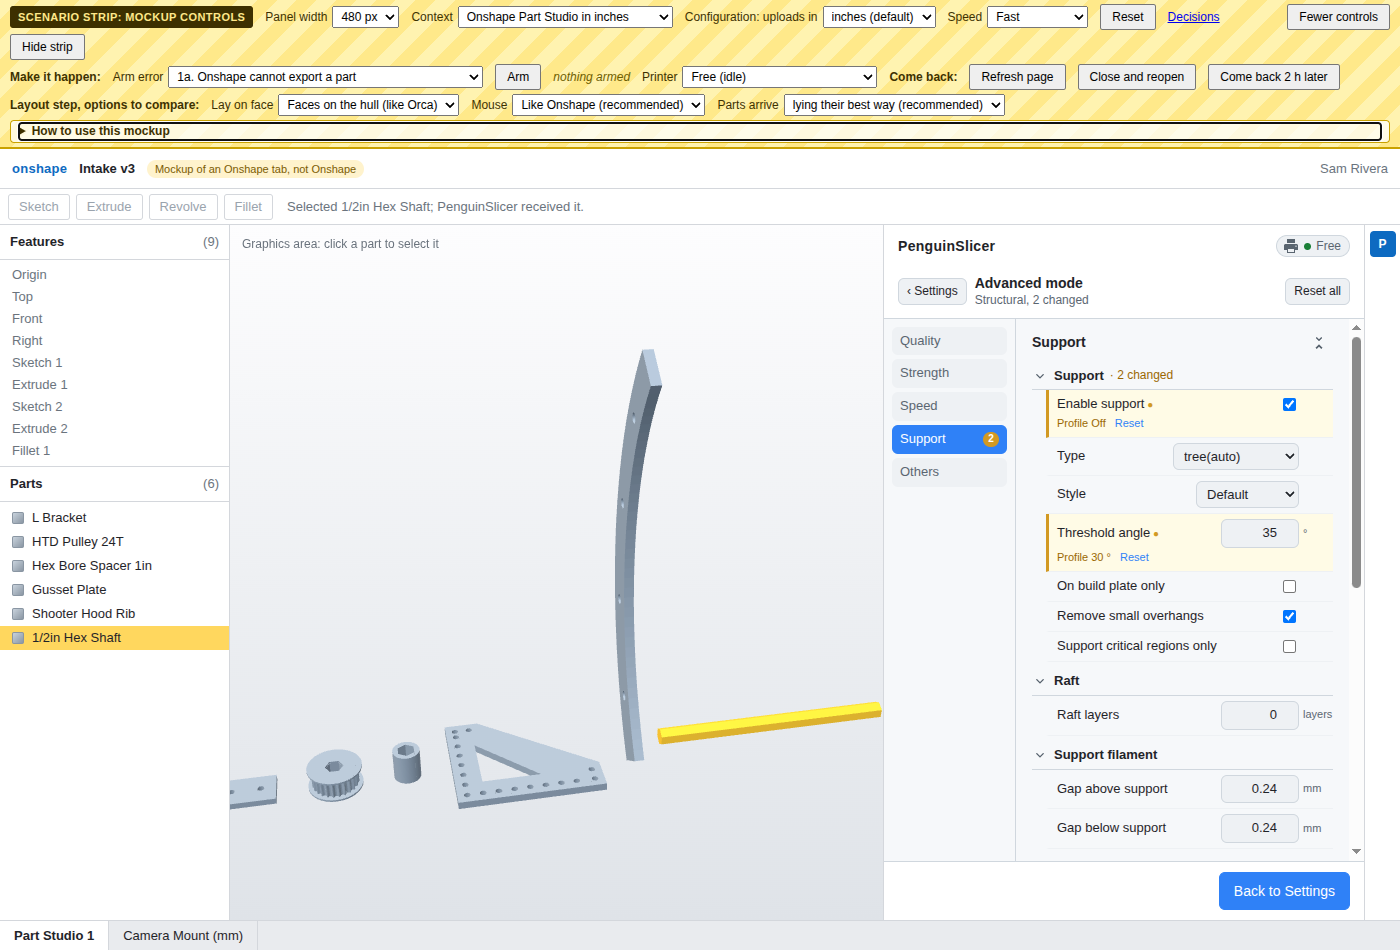 SCENARIO STRIP: MOCKUP CONTROLS Panel width 480 px Context Onshape Part Studio in inches Configuration: uploads in inches (default) Speed Fast Reset Decisions Fewer controls
Hide strip
Make it happen: Arm error 1a. Onshape cannot export a part Arm nothing armed Printer Free (idle) Come back: Refresh page Close and reopen Come back 2 h later
Layout step, options to compare: Lay on face Faces on the hull (like Orca) Mouse Like Onshape (recommended) Parts arrive lying their best way (recommended)
How to use this mockup
onshape Intake v3 Mockup of an Onshape tab, not Onshape Sam Rivera
Sketch Extrude Revolve Fillet Selected 1/2in Hex Shaft; PenguinSlicer received it.
Features (9)
Origin
Top
Front
Right
Sketch 1
Extrude 1
Sketch 2
Extrude 2
Fillet 1
Parts (6)
L Bracket
HTD Pulley 24T
Hex Bore Spacer 1in
Gusset Plate
Shooter Hood Rib
1/2in Hex Shaft
Graphics area: click a part to select it
PenguinSlicer Free
P
‹ Settings Advanced mode Reset all
Structural, 2 changed
Quality
Strength
Speed
Support 2
Others
Support
Support · 2 changed
Enable support
Profile Off Reset
Type tree(auto)
Style Default
Threshold angle 35 °
Profile 30 ° Reset
On build plate only
Remove small overhangs
Support critical regions only
Raft
Raft layers 0 layers
Support filament
Gap above support 0.24 mm
Gap below support 0.24 mm
Back to Settings
Part Studio 1 Camera Mount (mm)